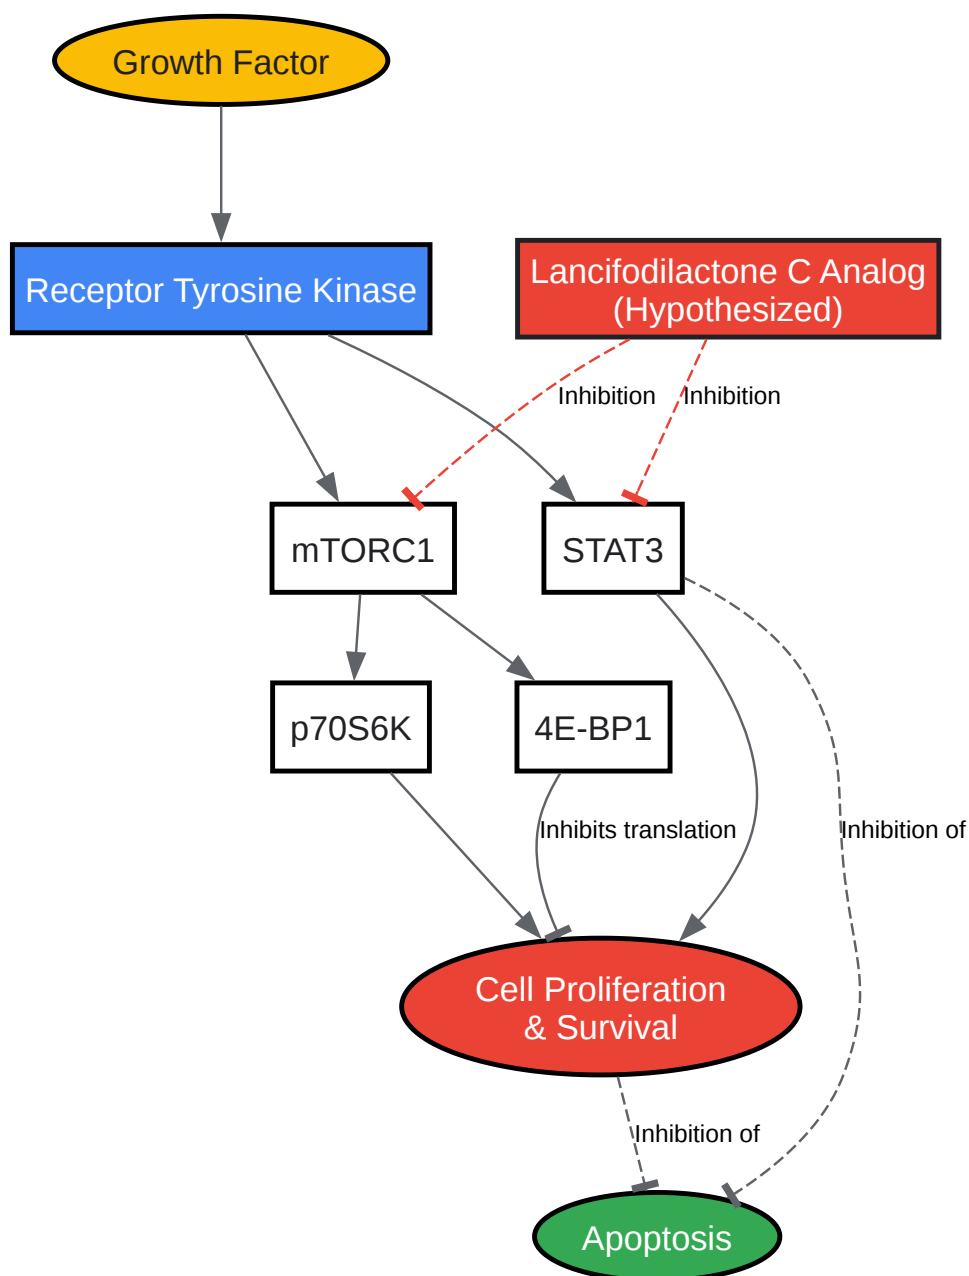 Growth Factor
Receptor Tyrosine Kinase
Lancifodilactone C Analog
(Hypothesized)
Inhibition
Inhibition
mTORC1
STAT3
p70S6K
4E-BP1
Inhibits translation
Inhibition of
Cell Proliferation
& Survival
Inhibition of
Apoptosis